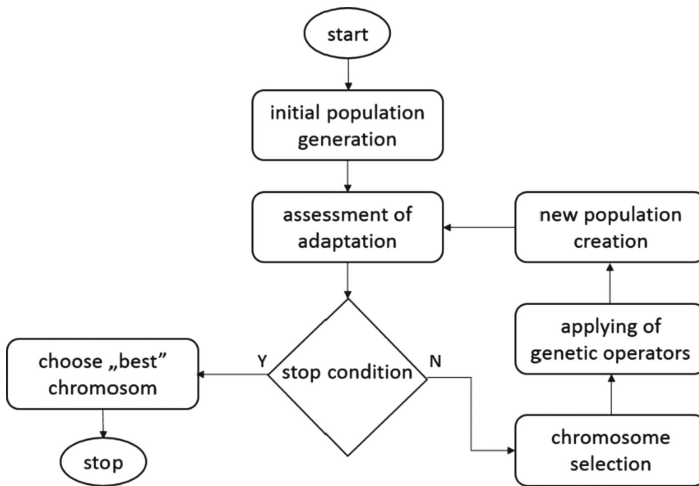 start
initial population
generation
assessment of
adaptation
new population
creation
applying of
genetic operators
choose „best”
chromosom
Y
stop condition
N
chromosome
selection
stop